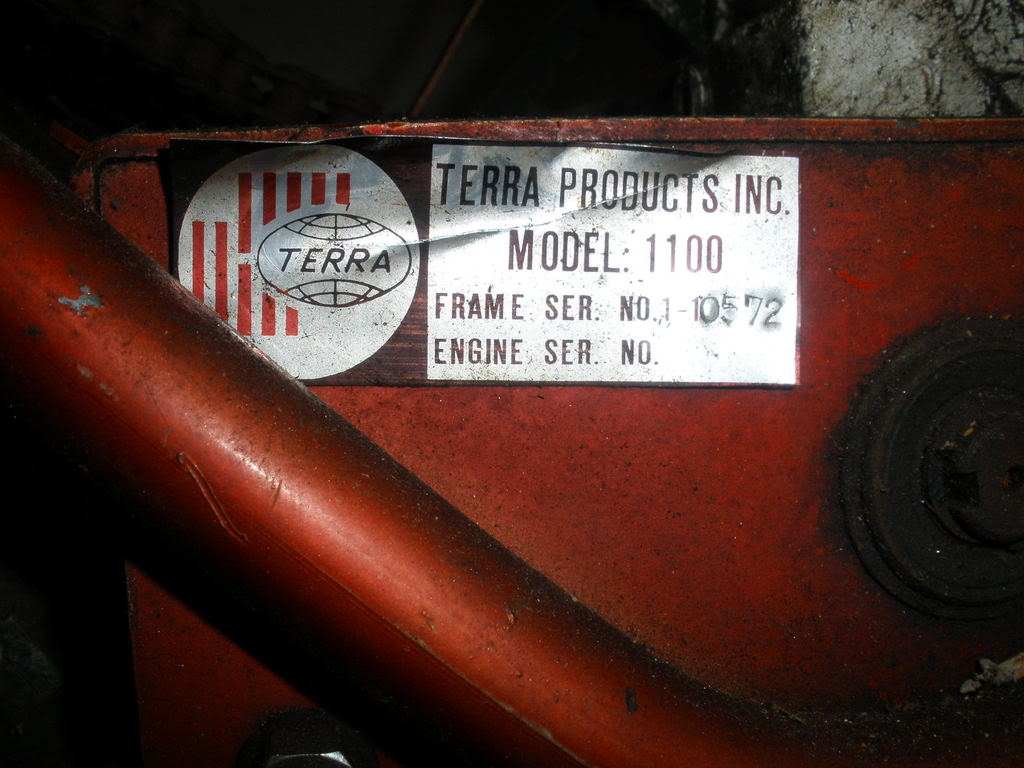 TERRA
TERRA PRODUCTS INC.
MODEL: 1100
FRAME SER. NO. 1-10572
ENGINE SER. NO.